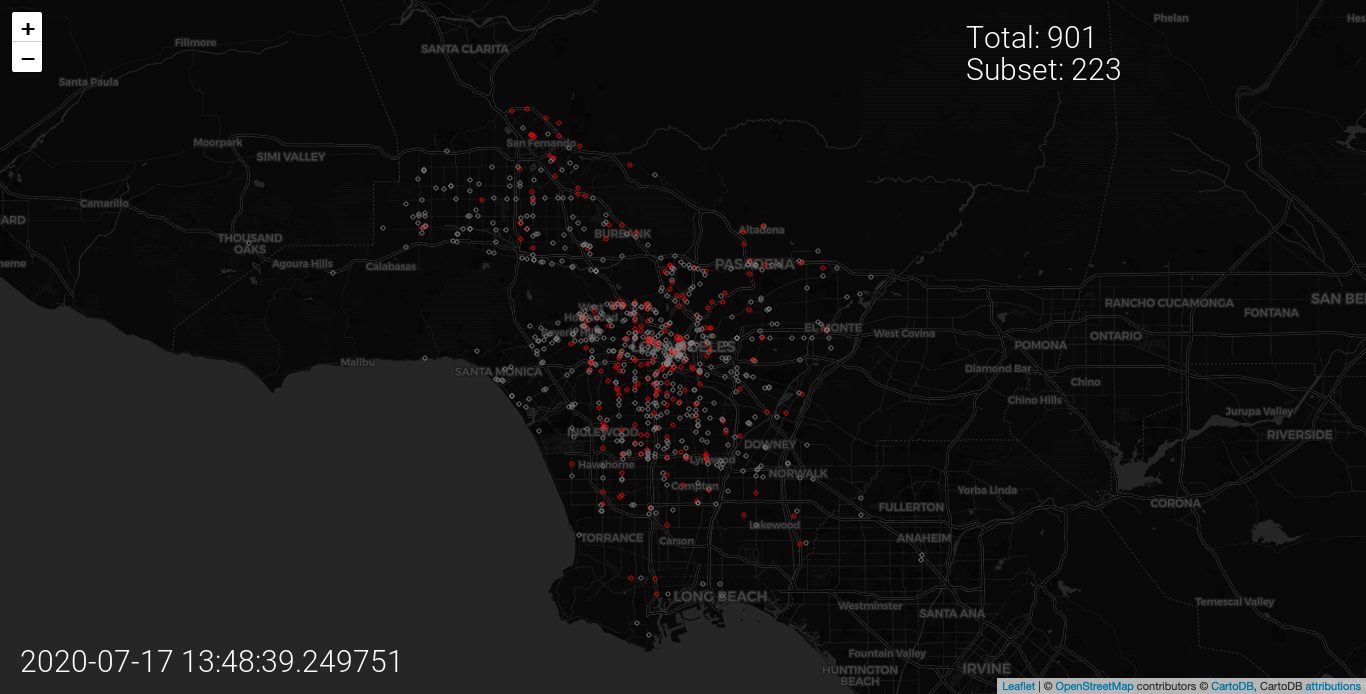 +
−
Total: 901
Subset: 223
Phelan
Fillmore
SANTA CLARITA
Santa Paula
Moorpark
San Fernando
SIMI VALLEY
Camarillo
ARD
THOUSAND
OAKS
BURBANK
Altadena
Agoura Hills
Calabasas
PASADENA
RANCHO CUCAMONGA
SAN BE
FONTANA
EL MONTE
West Covina
ONTARIO
POMONA
Malibu
SANTA MONICA
Diamond Bar
Chino
Chino Hills
Jurupa Valley
INGLEWOOD
DOWNEY
RIVERSIDE
Hawthorne
Lynwood
NORWALK
Compton
Yorba Linda
FULLERTON
CORONA
Lakewood
TORRANCE
Carson
ANAHEIM
LONG BEACH
Westminster
SANTA ANA
Temescal Valley
2020-07-17 13:48:39.249751
Fountain Valley
HUNTINGTON
BEACH
IRVINE
Leaflet | © OpenStreetMap contributors © CartoDB, CartoDB attributions